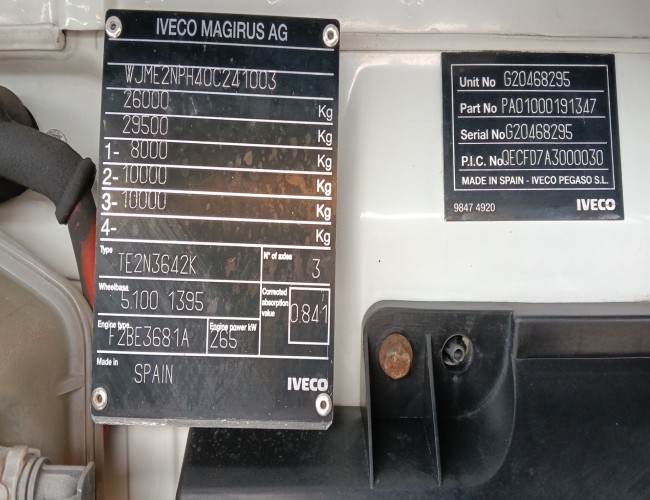 IVECO MAGIRUS AG
WJME2NPH40C241003
26000 Kg
29500 Kg
1- 8000 Kg
2- 10000 Kg
3- 10000 Kg
4- Kg
Type TE2N3642K N° of axles 3
Wheelbase 5.100 1395 Corrected absorption value 0.841
Engine type F2BE3681A Engine power kW 265
Made in SPAIN
IVECO
Unit No G20468295
Part No PA01000191347
Serial No G20468295
P.I.C. No QECFD7A3000030
MADE IN SPAIN - IVECO PEGASO S.L.
9847 4920 IVECO